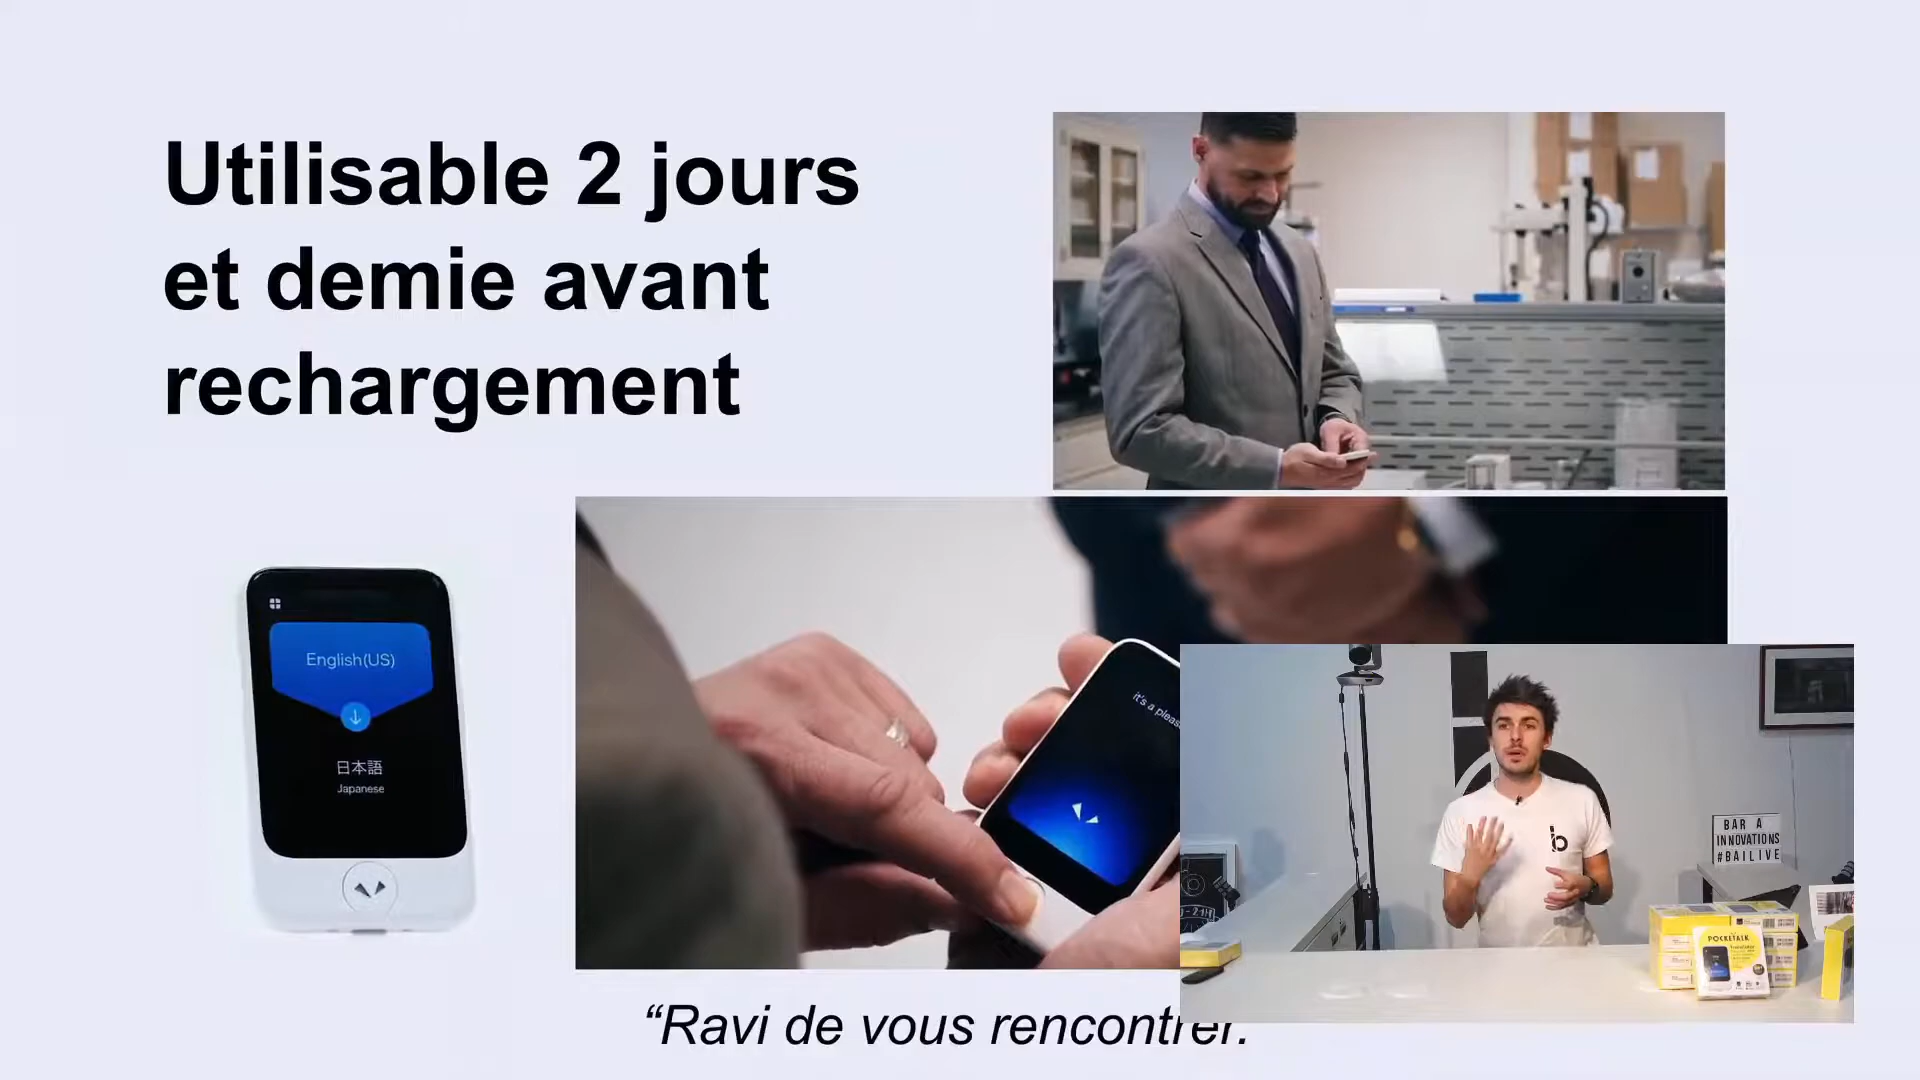 Utilisable 2 jours
et demie avant
rechargement
English(US)
日本語
Japanese
it's a pleas
BAR A
INNOVATIONS
#BAILIVE
POCKETALK
“Ravi de vous rencontrer.